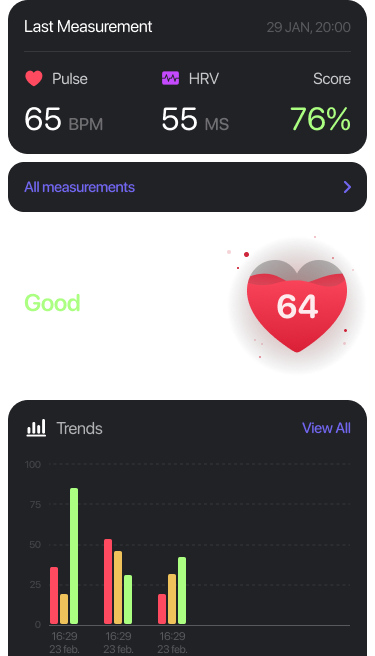 Last Measurement 29 JAN, 20:00
Pulse HRV Score
65 BPM 55 MS 76%
All measurements
Good
64
Trends View All
100
75
50
25
0
16:29 16:29 16:29
23 feb. 23 feb. 23 feb.